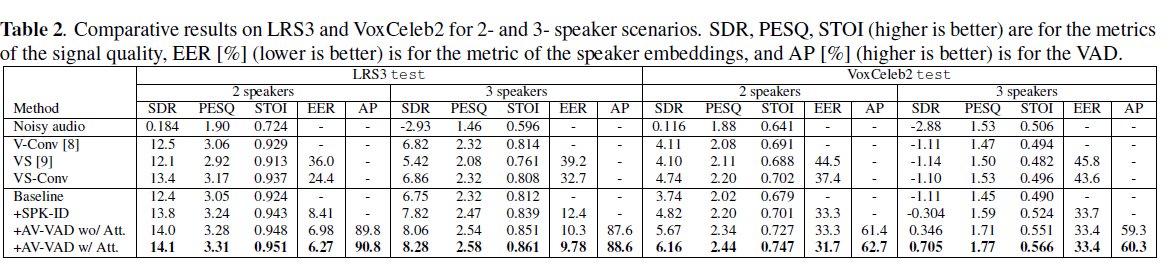 Table 2. Comparative results on LRS3 and VoxCeleb2 for 2- and 3- speaker scenarios. SDR, PESQ, STOI (higher is better) are for the metrics
of the signal quality, EER [%] (lower is better) is for the metric of the speaker embeddings, and AP [%] (higher is better) is for the VAD.
LRS3 test VoxCeleb2 test
2 speakers 3 speakers 2 speakers 3 speakers
Method SDR PESQ STOI EER AP SDR PESQ STOI EER AP SDR PESQ STOI EER AP SDR PESQ STOI EER AP
Noisy audio 0.184 1.90 0.724 - - -2.93 1.46 0.596 - - 0.116 1.88 0.641 - - -2.88 1.53 0.506 - -
V-Conv [8] 12.5 3.06 0.929 - - 6.82 2.32 0.814 - - 4.11 2.08 0.691 - - -1.11 1.47 0.494 - -
VS [9] 12.1 2.92 0.913 36.0 - 5.42 2.08 0.761 39.2 - 4.10 2.11 0.688 44.5 - -1.14 1.50 0.482 45.8 -
VS-Conv 13.4 3.17 0.937 24.4 - 6.86 2.32 0.808 32.7 - 4.74 2.20 0.702 37.4 - -1.10 1.53 0.496 43.6 -
Baseline 12.4 3.05 0.924 - - 6.75 2.32 0.812 - - 3.74 2.02 0.679 - - -1.11 1.45 0.490 - -
+SPK-ID 13.8 3.24 0.943 8.41 - 7.82 2.47 0.839 12.4 - 4.82 2.20 0.701 33.3 - -0.304 1.59 0.524 33.7 -
+AV-VAD wo/ Att. 14.0 3.28 0.948 6.98 89.8 8.06 2.54 0.851 10.3 87.6 5.67 2.34 0.727 33.3 61.4 0.346 1.71 0.551 33.4 59.3
+AV-VAD w/ Att. 14.1 3.31 0.951 6.27 90.8 8.28 2.58 0.861 9.78 88.6 6.16 2.44 0.747 31.7 62.7 0.705 1.77 0.566 33.4 60.3